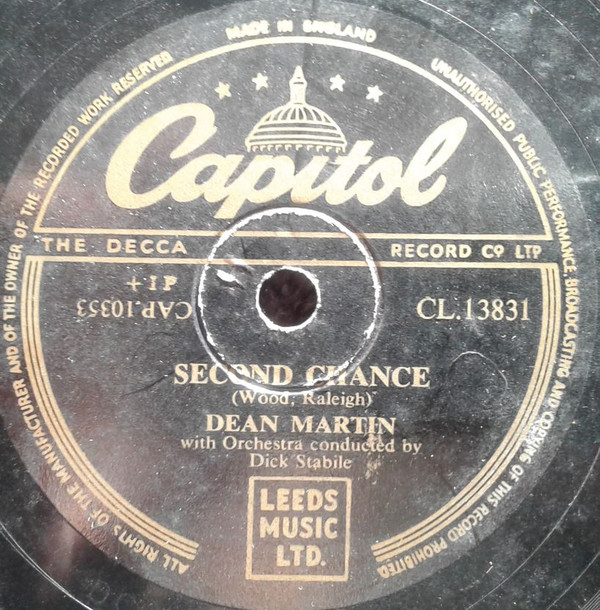 MADE IN ENGLAND
ALL RIGHTS OF THE MANUFACTURER AND OF THE OWNER OF THE RECORDED WORK RESERVED
UNAUTHORISED PUBLIC PERFORMANCE BROADCASTING AND COPYING OF THIS RECORD PROHIBITED
Capitol
THE DECCA RECORD Cº LTD
CAP.10353
CL.13831
SECOND CHANCE
(Wood, Raleigh)
DEAN MARTIN
with Orchestra conducted by
Dick Stabile
LEEDS
MUSIC
LTD.